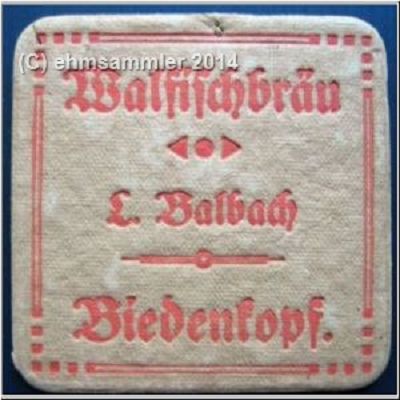 (C) ehmsammler 2014
Walfischbräu
L. Balbach
Biedenkopf.